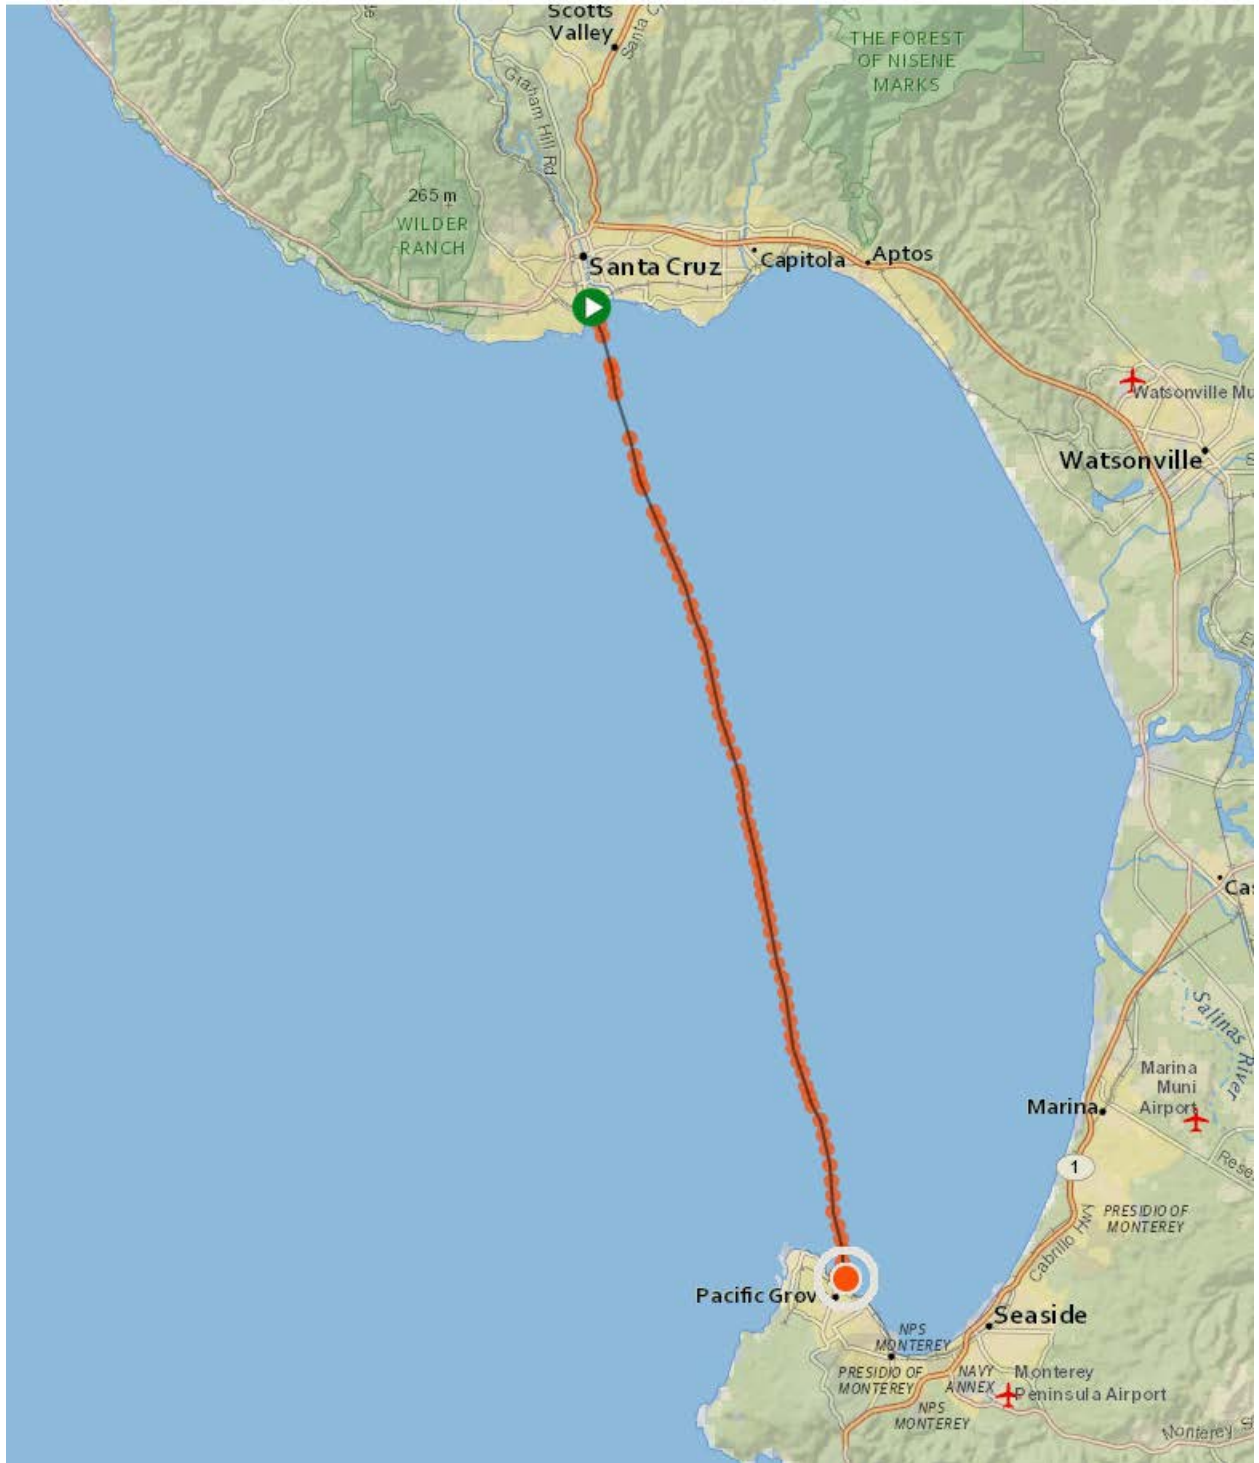 Scotts
Valley
Santa C
THE FOREST
OF NISENE
MARKS
Graham Hill Rd
265 m
WILDER
RANCH
Santa Cruz
Capitola
Aptos
Watsonville Mu
Watsonville
Cas
Salinas
River
Marina
Muni
Airport
Marina
Rese
1
PRESIDIO OF
MONTEREY
Cabrillo Hwy
Pacific Grov
Seaside
NPS
MONTEREY
PRESIDIO OF
MONTEREY
NAVY
ANNEX
Monterey
Peninsula Airport
NPS
MONTEREY
Monterey S